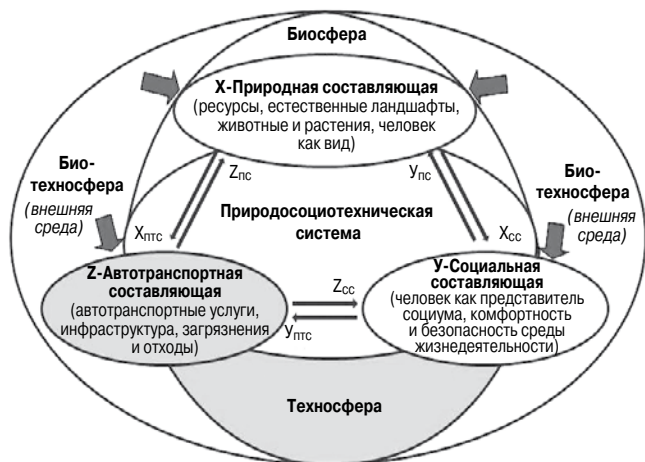 Биосфера
X-Природная составляющая
(ресурсы, естественные ландшафты,
животные и растения, человек
как вид)
Био-
техносфера
(внешняя
среда)
Zпс
Упс
Био-
техносфера
(внешняя
среда)
Природосоциотехническая
система
Xптс
Xсс
Z-Автотранспортная
составляющая
(автотранспортные услуги,
инфраструктура, загрязнения
и отходы)
Zсс
Уптс
У-Социальная
составляющая
(человек как представитель
социума, комфортность
и безопасность среды
жизнедеятельности)
Техносфера